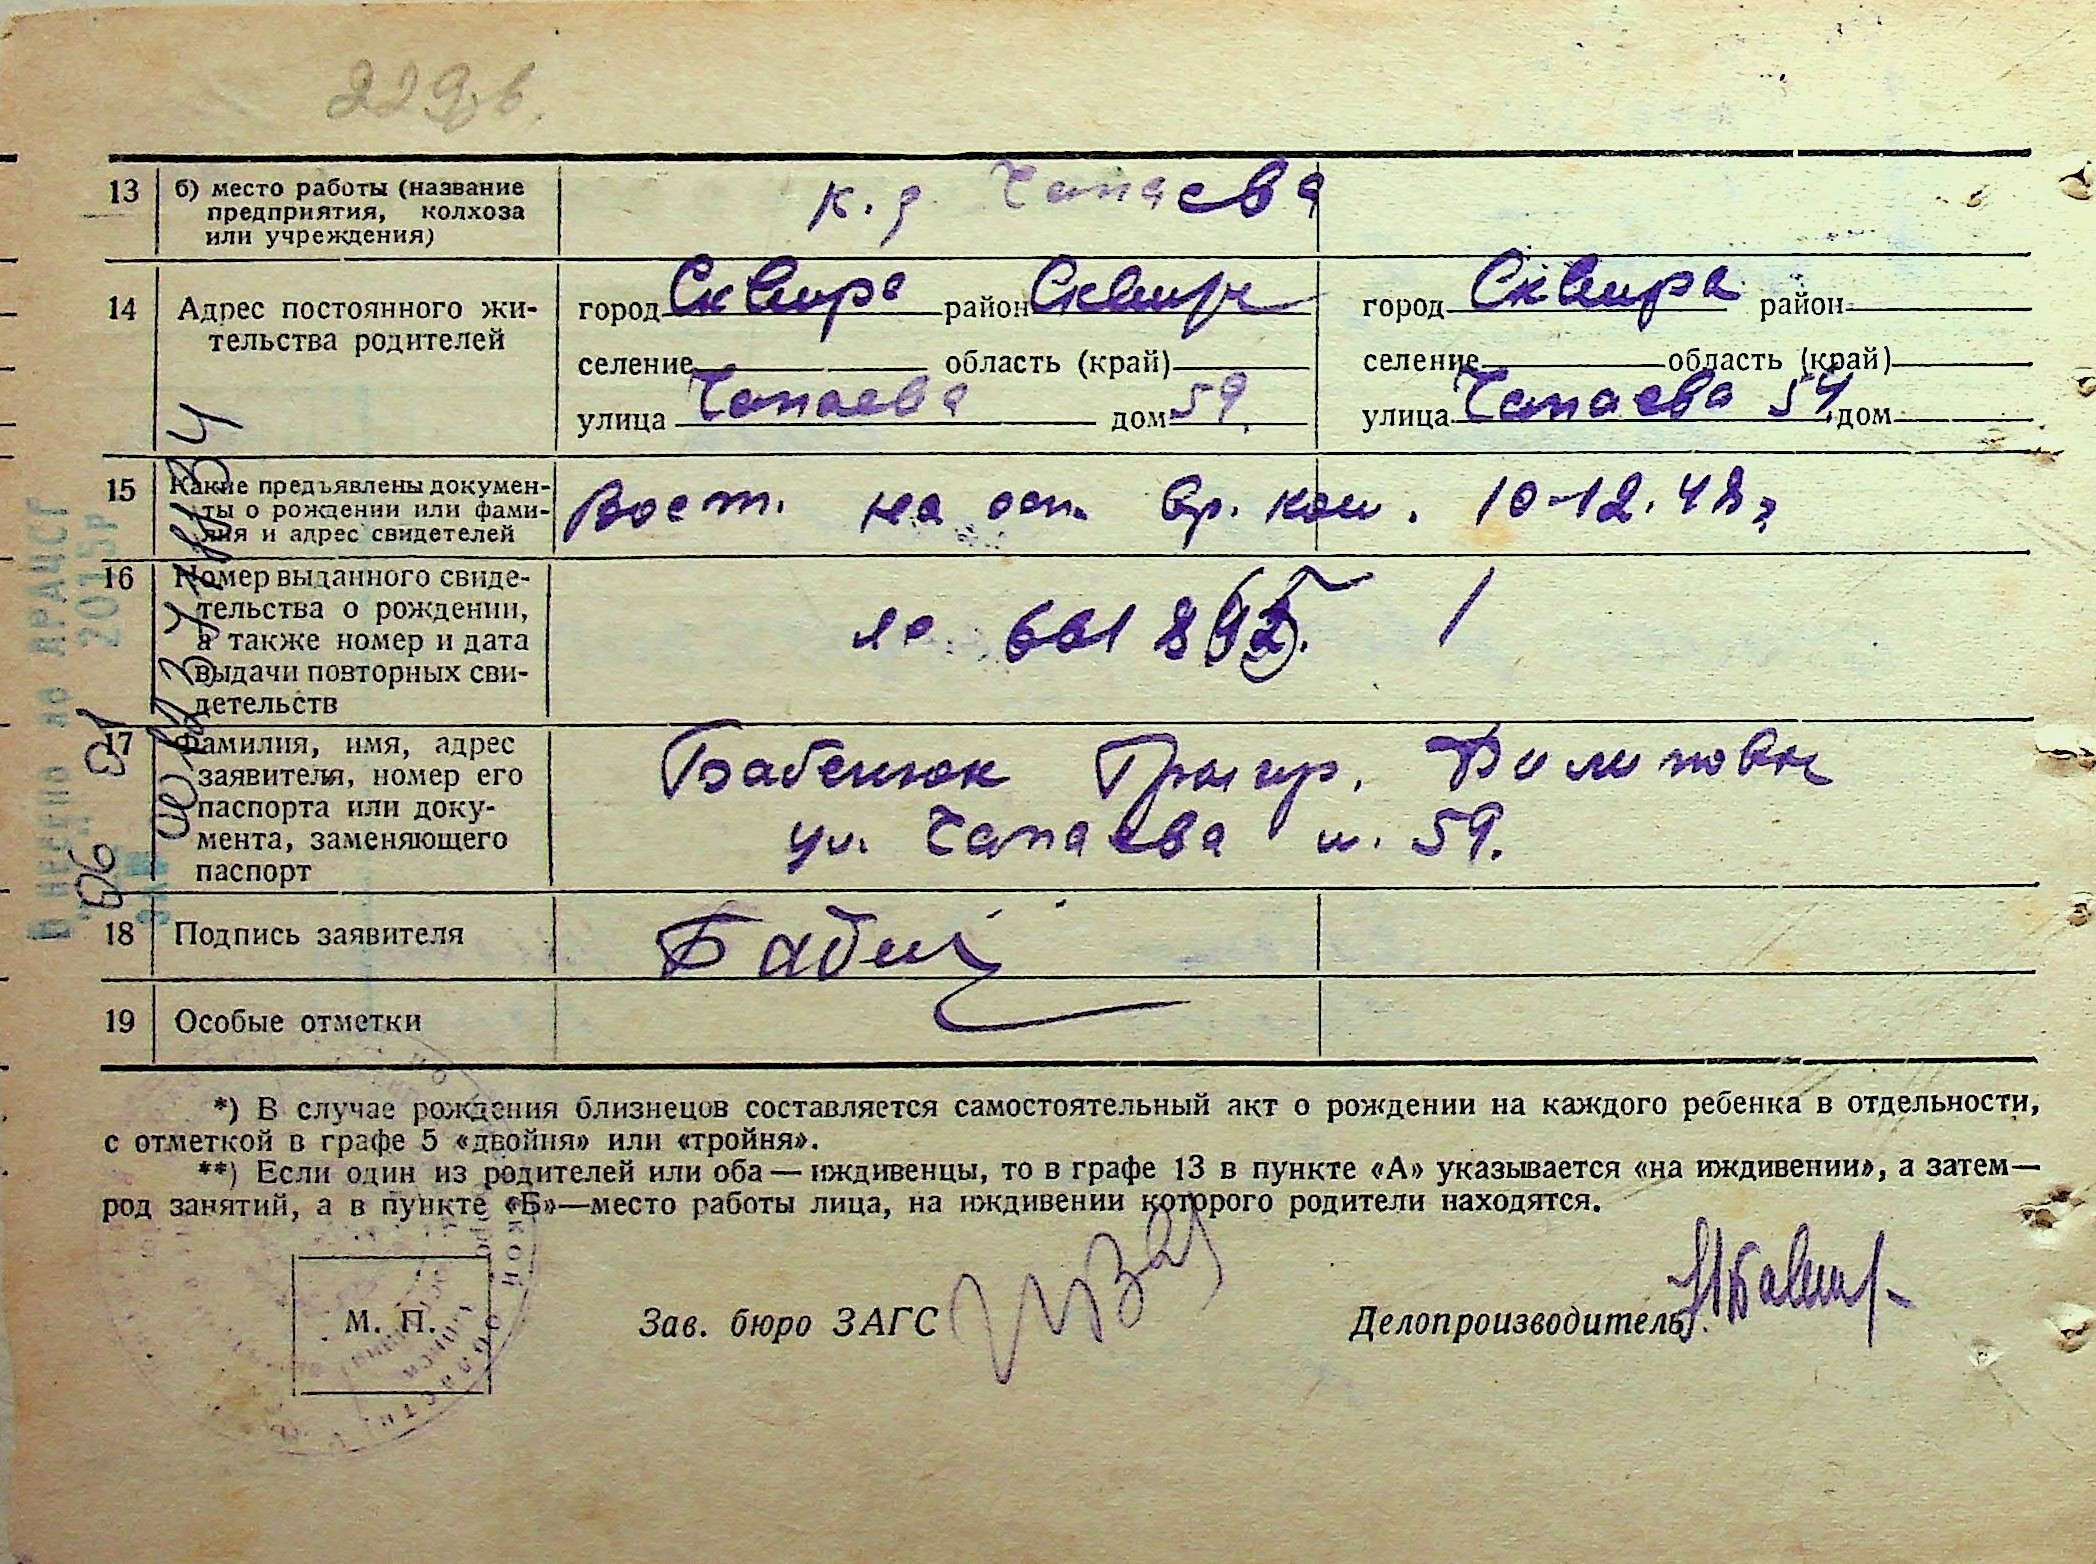 229 в.
13 б) место работы (название предприятия, колхоза или учреждения) к. г Чапаева
14 Адрес постоянного жительства родителей
город Сквира район Сквир город Сквира район
селение область (край) селение область (край)
улица Чапаева дом 59 улица Чапаева 59 дом
15 Какие предъявлены документы о рождении или фамилия и адрес свидетелей Вост. на осн. вр. ком. 10-12.48 г
16 Номер выданного свидетельства о рождении, а также номер и дата выдачи повторных свидетельств
17 Фамилия, имя, адрес заявителя, номер его паспорта или документа, заменяющего паспорт Бабенюк Григор.
ул. Чапаева 59.
18 Подпись заявителя
19 Особые отметки
*) В случае рождения близнецов составляется самостоятельный акт о рождении на каждого ребенка в отдельности,
с отметкой в графе 5 «двойня» или «тройня».
**) Если один из родителей или оба — иждивенцы, то в графе 13 в пункте «А» указывается «на иждивении», а затем—
род занятий, а в пункте «Б»—место работы лица, на иждивении которого родители находятся.
М. П. Зав. бюро ЗАГС Делопроизводитель